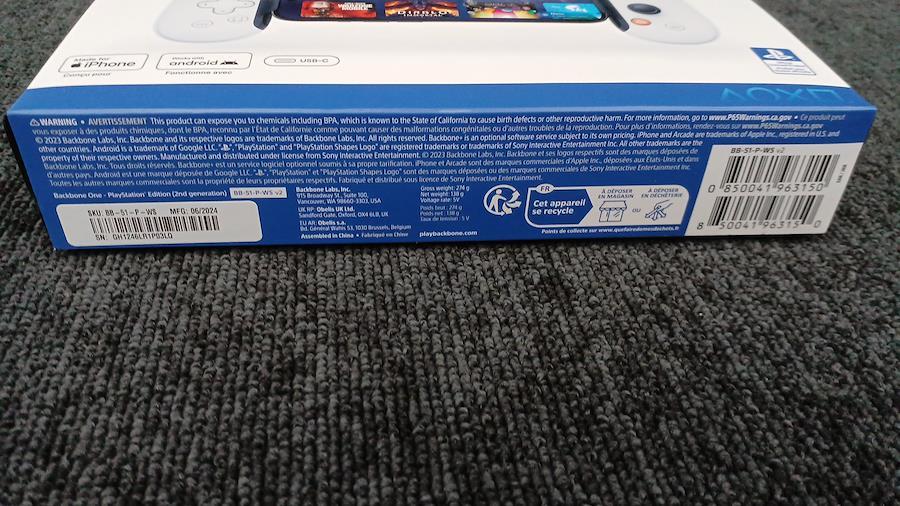 DIABLO
Made for
iPhone
Conçu pour
Works with
android
Fonctionne avec
USB-C
WARNING • AVERTISSEMENT This product can expose you to chemicals including BPA, which is known to the State of California to cause birth defects or other reproductive harm. For more information, go to www.P65Warnings.ca.gov • Ce produit peut
vous exposer à des produits chimiques, dont le BPA, reconnu par l'État de Californie comme pouvant causer des malformations congénitales ou d'autres troubles de la reproduction. Pour plus d'informations, rendez-vous sur www.P65Warnings.ca.gov
© 2023 Backbone Labs, Inc. Backbone and its respective logos are trademarks of Backbone Labs, Inc. All rights reserved. Backbone+ is an optional software service subject to its own pricing. iPhone and Arcade are trademarks of Apple Inc., registered in the U.S. and
other countries. Android is a trademark of Google LLC. " ", "PlayStation" and "PlayStation Shapes Logo" are registered trademarks or trademarks of Sony Interactive Entertainment Inc. All other trademarks are the
property of their respective owners. Manufactured and distributed under license from Sony Interactive Entertainment. © 2023 Backbone Labs, Inc. Backbone et ses logos respectifs sont des marques déposées de
Backbone Labs, Inc. Tous droits réservés. Backbone+ est un service logiciel optionnel soumis à sa propre tarification. iPhone et Arcade sont des marques commerciales d'Apple Inc., déposées aux États-Unis et dans
d'autres pays. Android est une marque déposée de Google LLC. " ", "PlayStation" et "PlayStation Shapes Logo" sont des marques déposées ou des marques commerciales de Sony Interactive Entertainment Inc.
Toutes les autres marques commerciales sont la propriété de leurs propriétaires respectifs. Fabriqué et distribué sous licence de Sony Interactive Entertainment.
Backbone One - PlayStation® Edition (2nd generation) BB-51-P-WS v2
SKU: BB-51-P-WS MFG: 06/2024
SN: GH1246LR1P03LQ
Backbone Labs, Inc.
915 Broadway St., Suite 100,
Vancouver, WA 98660-3303, USA
UK RP: Obelis UK Ltd.
Sandford Gate, Oxford, OX4 6LB, UK
EU AR: Obelis s.a.
Bd. Général Wahis 53, 1030 Brussels, Belgium
Assembled in China • Fabriqué en Chine
Gross weight: 274 g
Net weight: 138 g
Voltage rate: 5V
Poids brut : 274 g
Poids net : 138 g
Taux de tension : 5 V
playbackbone.com
FR
Cet appareil
se recycle
À DÉPOSER
EN MAGASIN
OU
À DÉPOSER
EN DÉCHÈTERIE
Points de collecte sur www.quefairedemesdechets.fr
BB-51-P-WS v2
0 850041 963150
8 50041 96315 0